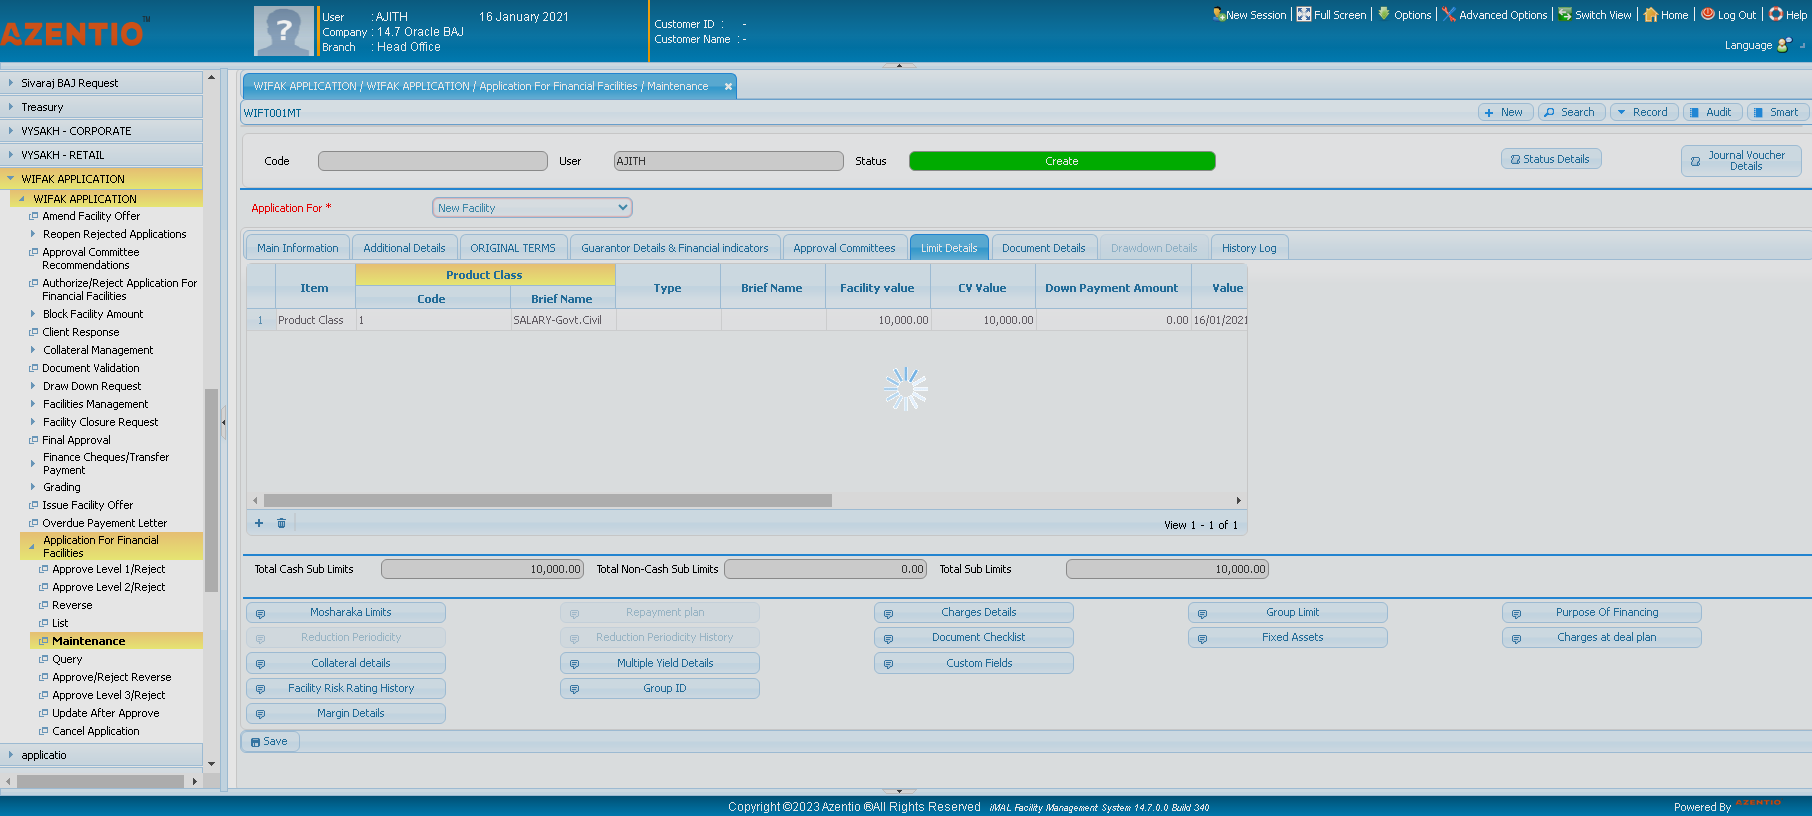 AZENTIO™
User : AJITH 16 January 2021
Company : 14.7 Oracle BAJ
Branch : Head Office
Customer ID : -
Customer Name : -
New Session Full Screen Options Advanced Options Switch View Home Log Out Help
Language
Sivaraj BAJ Request
Treasury
VYSAKH - CORPORATE
VYSAKH - RETAIL
WIFAK APPLICATION
WIFAK APPLICATION
Amend Facility Offer
Reopen Rejected Applications
Approval Committee
Recommendations
Authorize/Reject Application For
Financial Facilities
Block Facility Amount
Client Response
Collateral Management
Document Validation
Draw Down Request
Facilities Management
Facility Closure Request
Final Approval
Finance Cheques/Transfer
Payment
Grading
Issue Facility Offer
Overdue Payement Letter
Application For Financial
Facilities
Approve Level 1/Reject
Approve Level 2/Reject
Reverse
List
Maintenance
Query
Approve/Reject Reverse
Approve Level 3/Reject
Update After Approve
Cancel Application
applicatio
WIFAK APPLICATION / WIFAK APPLICATION / Application For Financial Facilities / Maintenance
WIFT001MT
New Search Record Audit Smart
Code User AJITH Status Create Status Details Journal Voucher
Details
Application For * New Facility
Main Information Additional Details ORIGINAL TERMS Guarantor Details & Financial indicators Approval Committees Limit Details Document Details Drawdown Details History Log
Product Class
Item Code Brief Name Type Brief Name Facility value CV Value Down Payment Amount Value
1 Product Class 1 SALARY-Govt.Civil 10,000.00 10,000.00 0.00 16/01/2021
View 1 - 1 of 1
Total Cash Sub Limits 10,000.00 Total Non-Cash Sub Limits 0.00 Total Sub Limits 10,000.00
Mosharaka Limits Repayment plan Charges Details Group Limit Purpose Of Financing
Reduction Periodicity Reduction Periodicity History Document Checklist Fixed Assets Charges at deal plan
Collateral details Multiple Yield Details Custom Fields
Facility Risk Rating History Group ID
Margin Details
Save
Copyright ©2023 Azentio ®All Rights Reserved iMAL Facility Management System 14.7.0.0 Build 340
Powered By AZENTIO